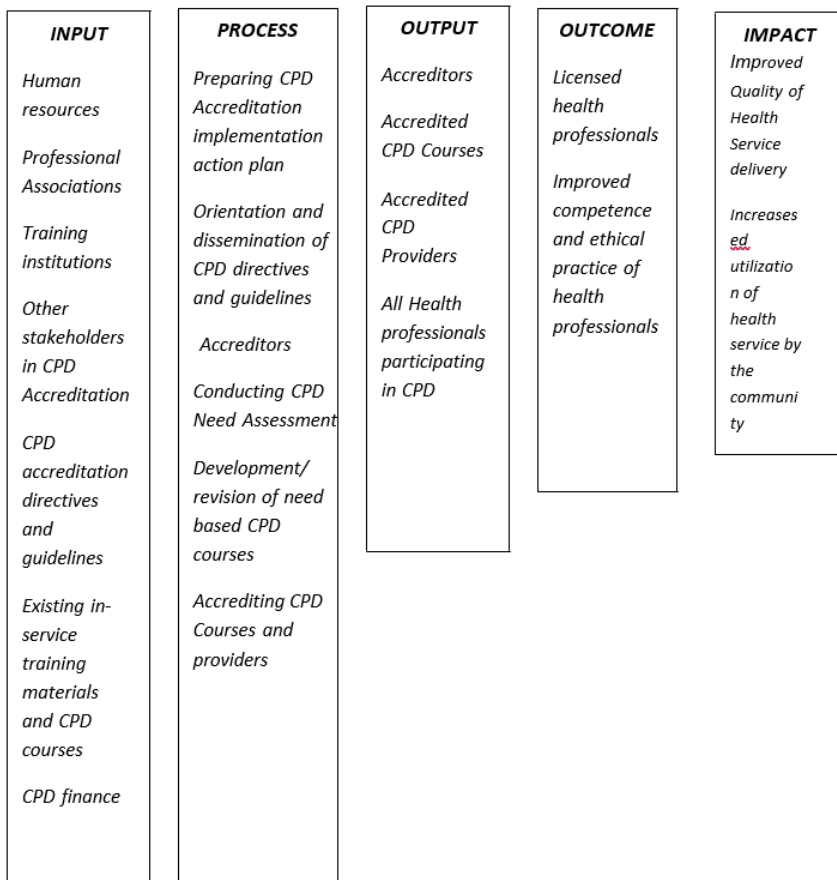 INPUT
Human
resources
Professional
Associations
Training
institutions
Other
stakeholders
in CPD
Accreditation
CPD
accreditation
directives
and
guidelines
Existing in-
service
training
materials
and CPD
courses
CPD finance
PROCESS
Preparing CPD
Accreditation
implementation
action plan
Orientation and
dissemination of
CPD directives
and guidelines
Accreditors
Conducting CPD
Need Assessment
Development/
revision of need
based CPD
courses
Accrediting CPD
Courses and
providers
OUTPUT
Accreditors
Accredited
CPD Courses
Accredited
CPD
Providers
All Health
professionals
participating
in CPD
OUTCOME
Licensed
health
professionals
Improved
competence
and ethical
practice of
health
professionals
IMPACT
Improved
Quality of
Health
Service
delivery
Increases
ed
utilizatio
n of
health
service by
the
communi
ty